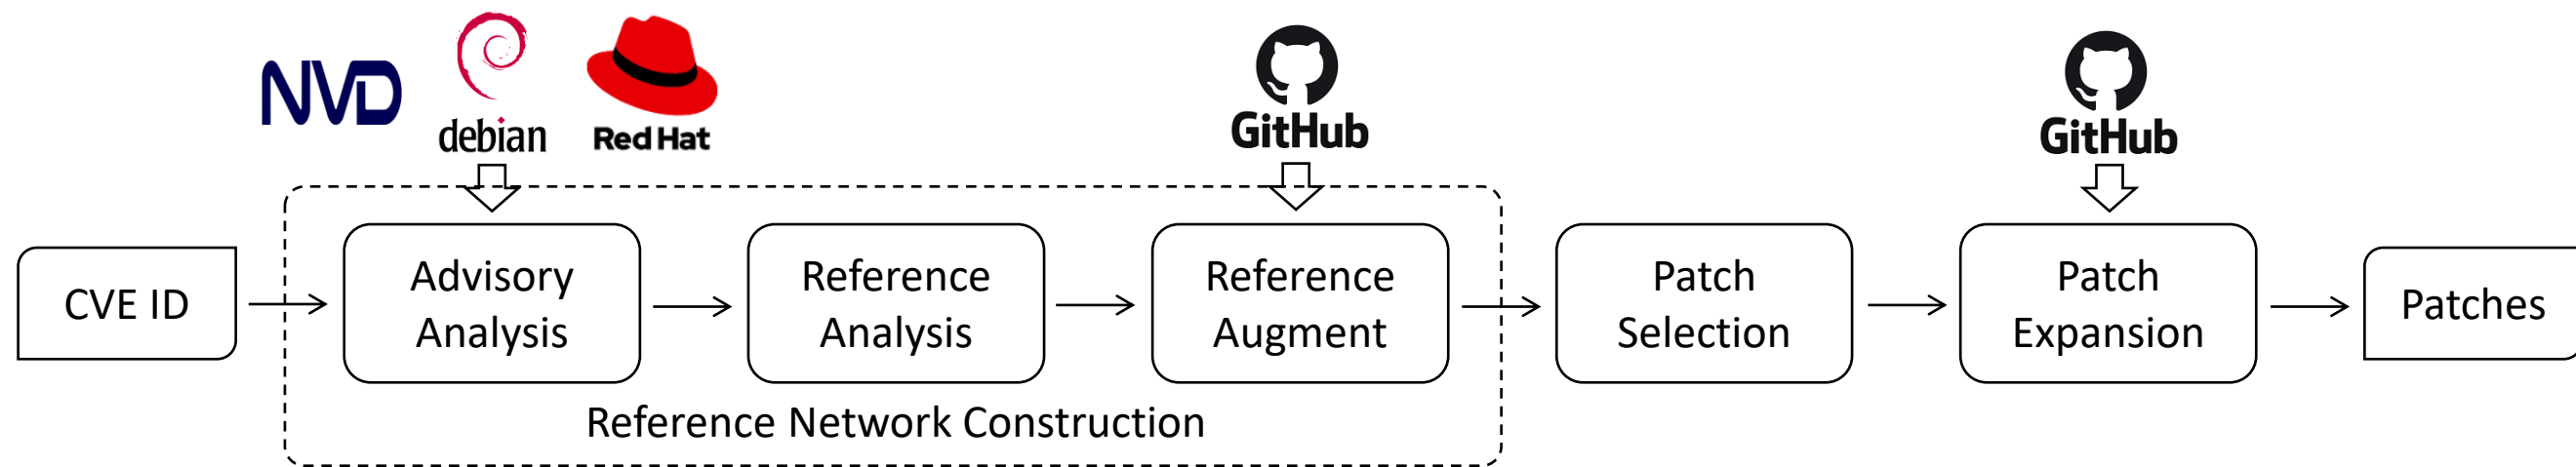 NVD
debian
Red Hat
GitHub
GitHub
CVE ID
Advisory
Analysis
Reference
Analysis
Reference
Augment
Patch
Selection
Patch
Expansion
Patches
Reference Network Construction